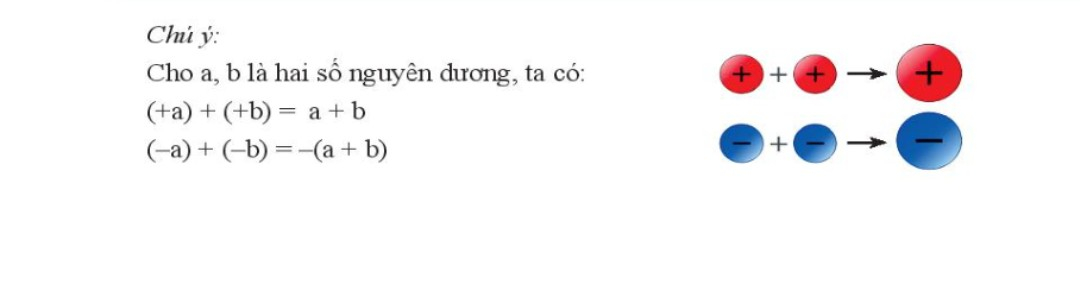 Chú ý:
Cho a, b là hai số nguyên dương, ta có:
(+a) + (+b) = a + b
(–a) + (–b) = –(a + b)
+ + + → +
– + – → –